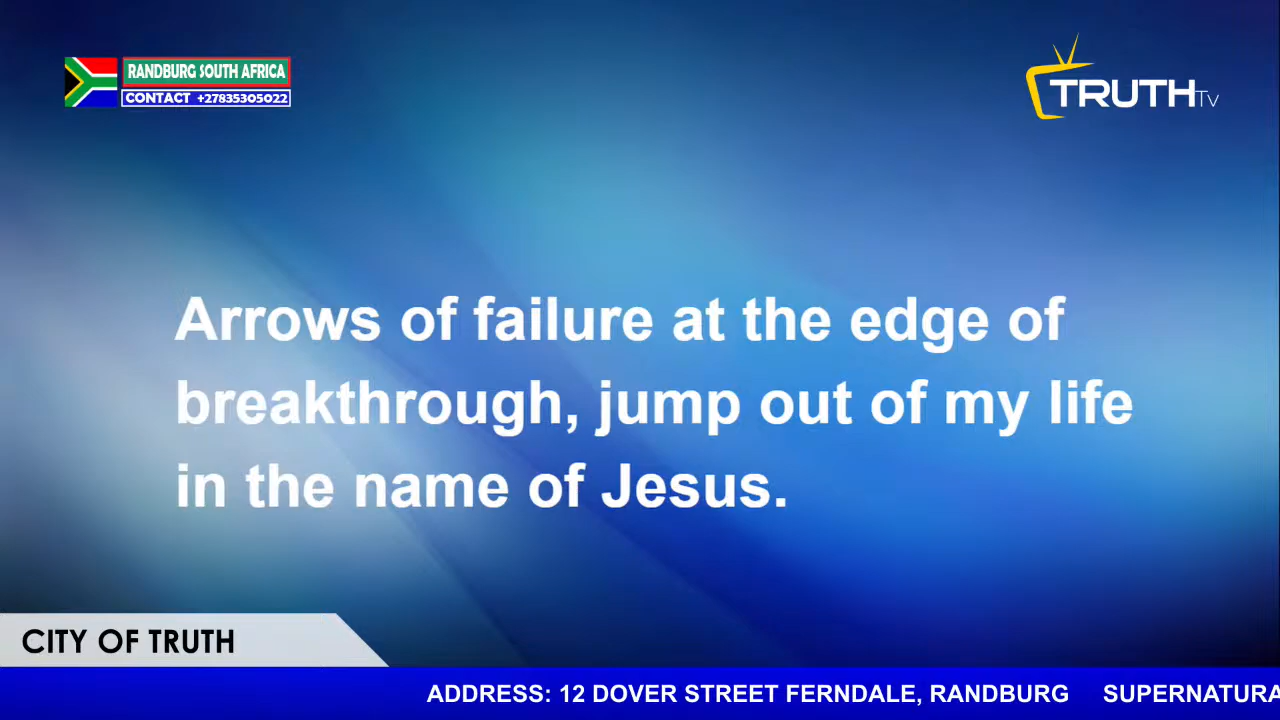 RANDBURG SOUTH AFRICA
CONTACT +27835305022
TRUTH TV
Arrows of failure at the edge of
breakthrough, jump out of my life
in the name of Jesus.
CITY OF TRUTH
ADDRESS: 12 DOVER STREET FERNDALE, RANDBURG SUPERNATURA